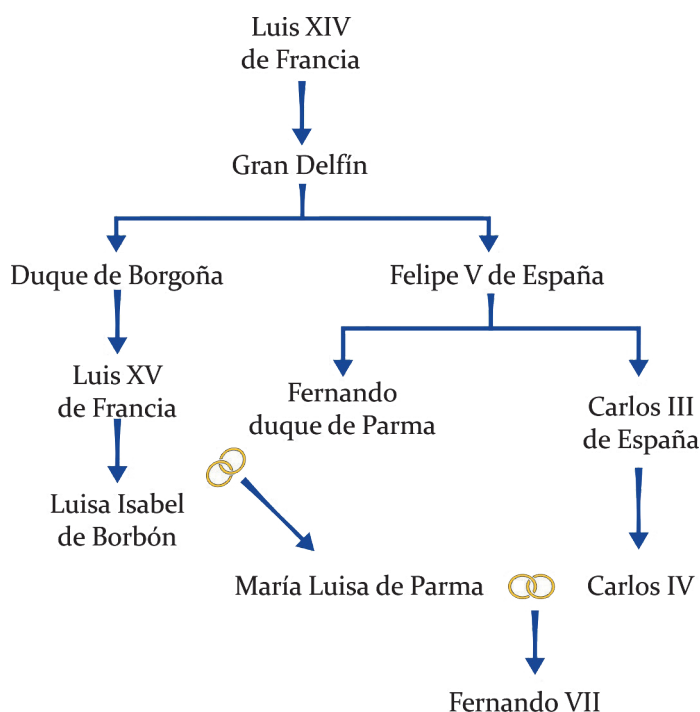 Luis XIV
de Francia
Gran Delfín
Duque de Borgoña
Felipe V de España
Luis XV
de Francia
Fernando
duque de Parma
Carlos III
de España
Luisa Isabel
de Borbón
María Luisa de Parma
Carlos IV
Fernando VII